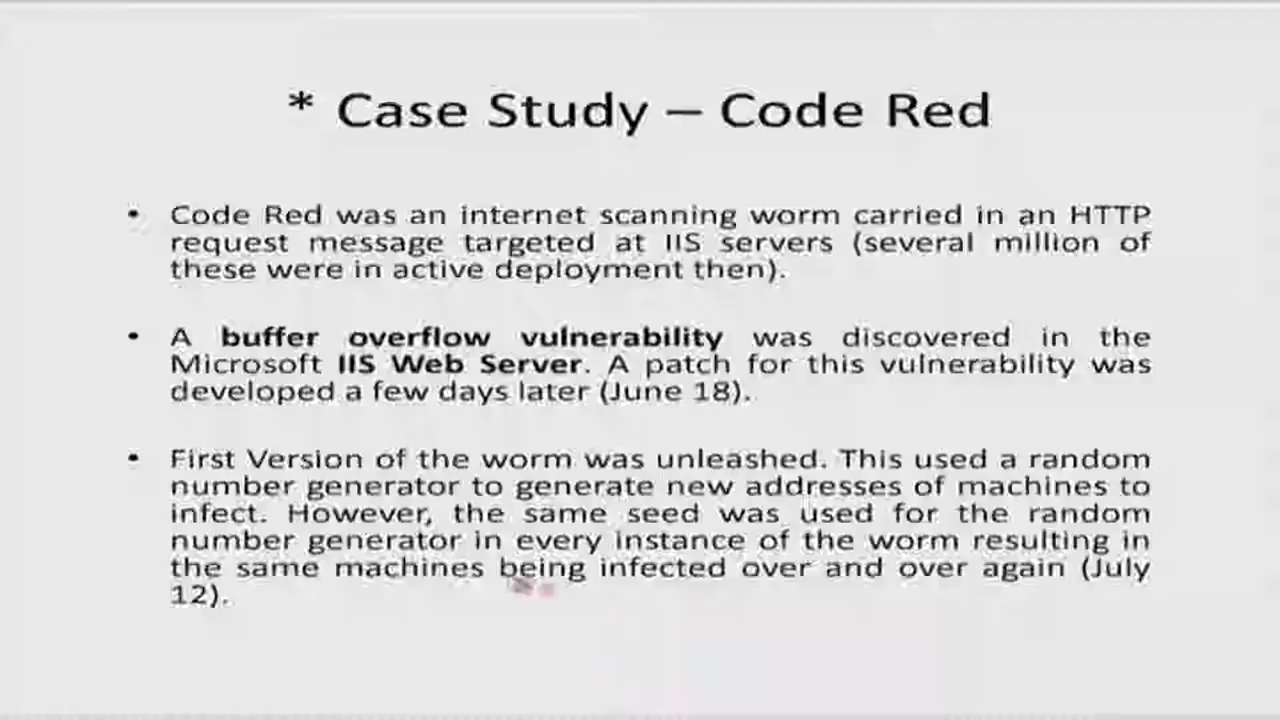 * Case Study – Code Red
• Code Red was an internet scanning worm carried in an HTTP
request message targeted at IIS servers (several million of
these were in active deployment then).
• A buffer overflow vulnerability was discovered in the
Microsoft IIS Web Server. A patch for this vulnerability was
developed a few days later (June 18).
• First Version of the worm was unleashed. This used a random
number generator to generate new addresses of machines to
infect. However, the same seed was used for the random
number generator in every instance of the worm resulting in
the same machines being infected over and over again (July
12).